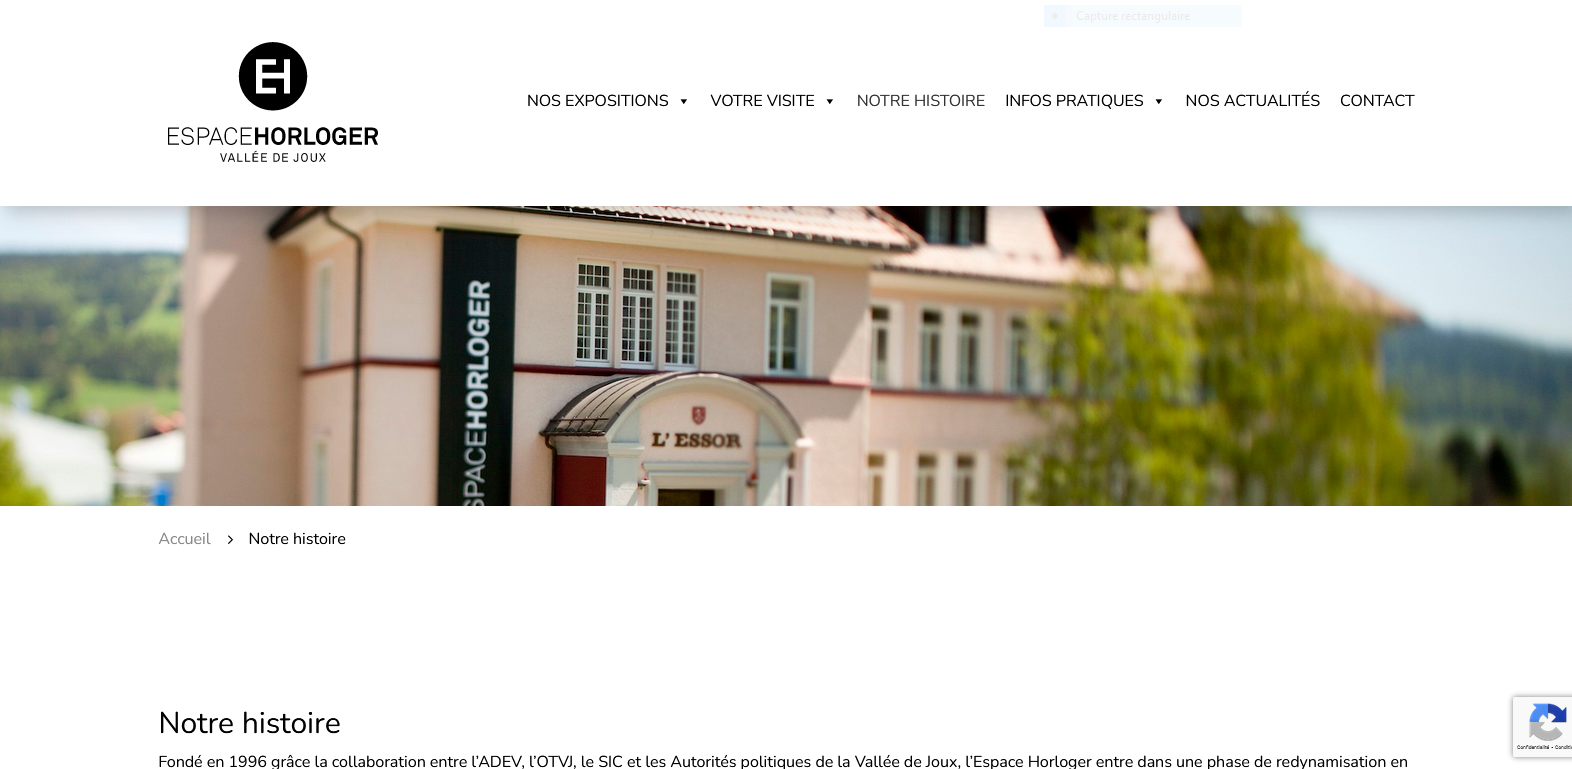 Capture rectangulaire
EH
ESPACEHORLOGER
VALLÉE DE JOUX
NOS EXPOSITIONS
VOTRE VISITE
NOTRE HISTOIRE
INFOS PRATIQUES
NOS ACTUALITÉS
CONTACT
SPACEHORLOGER
L'ESSOR
Accueil > Notre histoire
Notre histoire
Fondé en 1996 grâce la collaboration entre l’ADEV, l’OTVJ, le SIC et les Autorités politiques de la Vallée de Joux, l’Espace Horloger entre dans une phase de redynamisation en
Confidentialité -